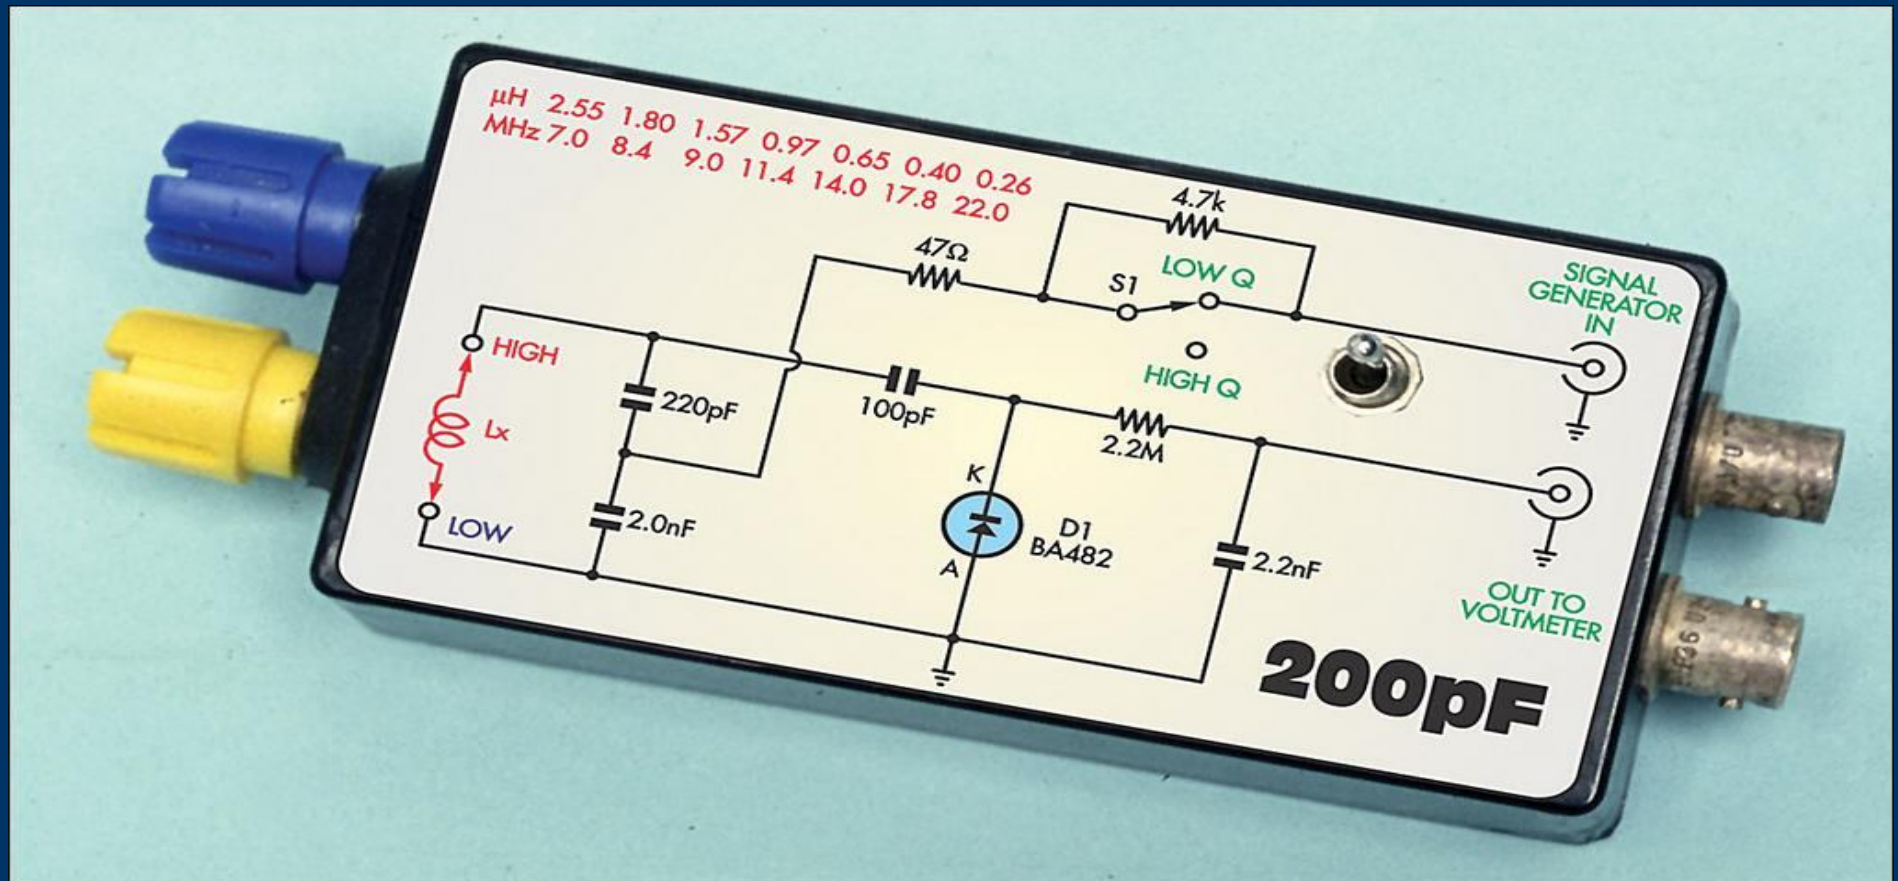 µH 2.55 1.80 1.57 0.97 0.65 0.40 0.26
MHz 7.0 8.4 9.0 11.4 14.0 17.8 22.0
4.7k
47Ω
LOW Q
S1
SIGNAL
GENERATOR
IN
HIGH
HIGH Q
220pF
100pF
Lx
2.2M
K
LOW
2.0nF
D1
BA482
A
2.2nF
OUT TO
VOLTMETER
200pF